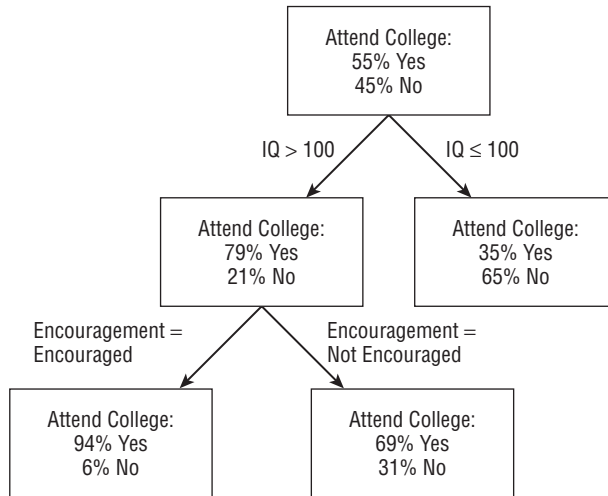 Attend College:
55% Yes
45% No
IQ > 100
IQ ≤ 100
Attend College:
79% Yes
21% No
Attend College:
35% Yes
65% No
Encouragement =
Encouraged
Encouragement =
Not Encouraged
Attend College:
94% Yes
6% No
Attend College:
69% Yes
31% No